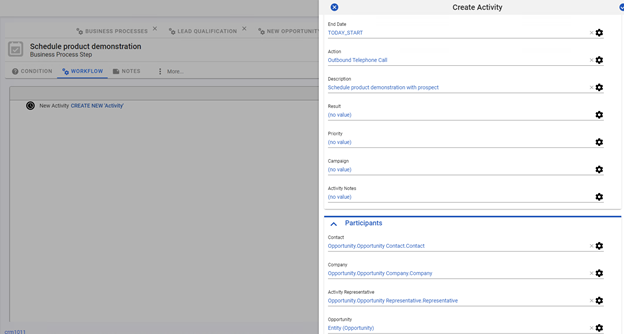 Create Activity
BUSINESS PROCESSES
LEAD QUALIFICATION
NEW OPPORTUNIT
Schedule product demonstration
Business Process Step
CONDITION
WORKFLOW
NOTES
More...
New Activity CREATE NEW 'Activity'
crm1011
End Date
TODAY_START
Action
Outbound Telephone Call
Description
Schedule product demonstration with prospect
Result
(no value)
Priority
(no value)
Campaign
(no value)
Activity Notes
(no value)
Participants
Contact
Opportunity.Opportunity Contact.Contact
Company
Opportunity.Opportunity Company.Company
Activity Representative
Opportunity.Opportunity Representative.Representative
Opportunity
Entity (Opportunity)